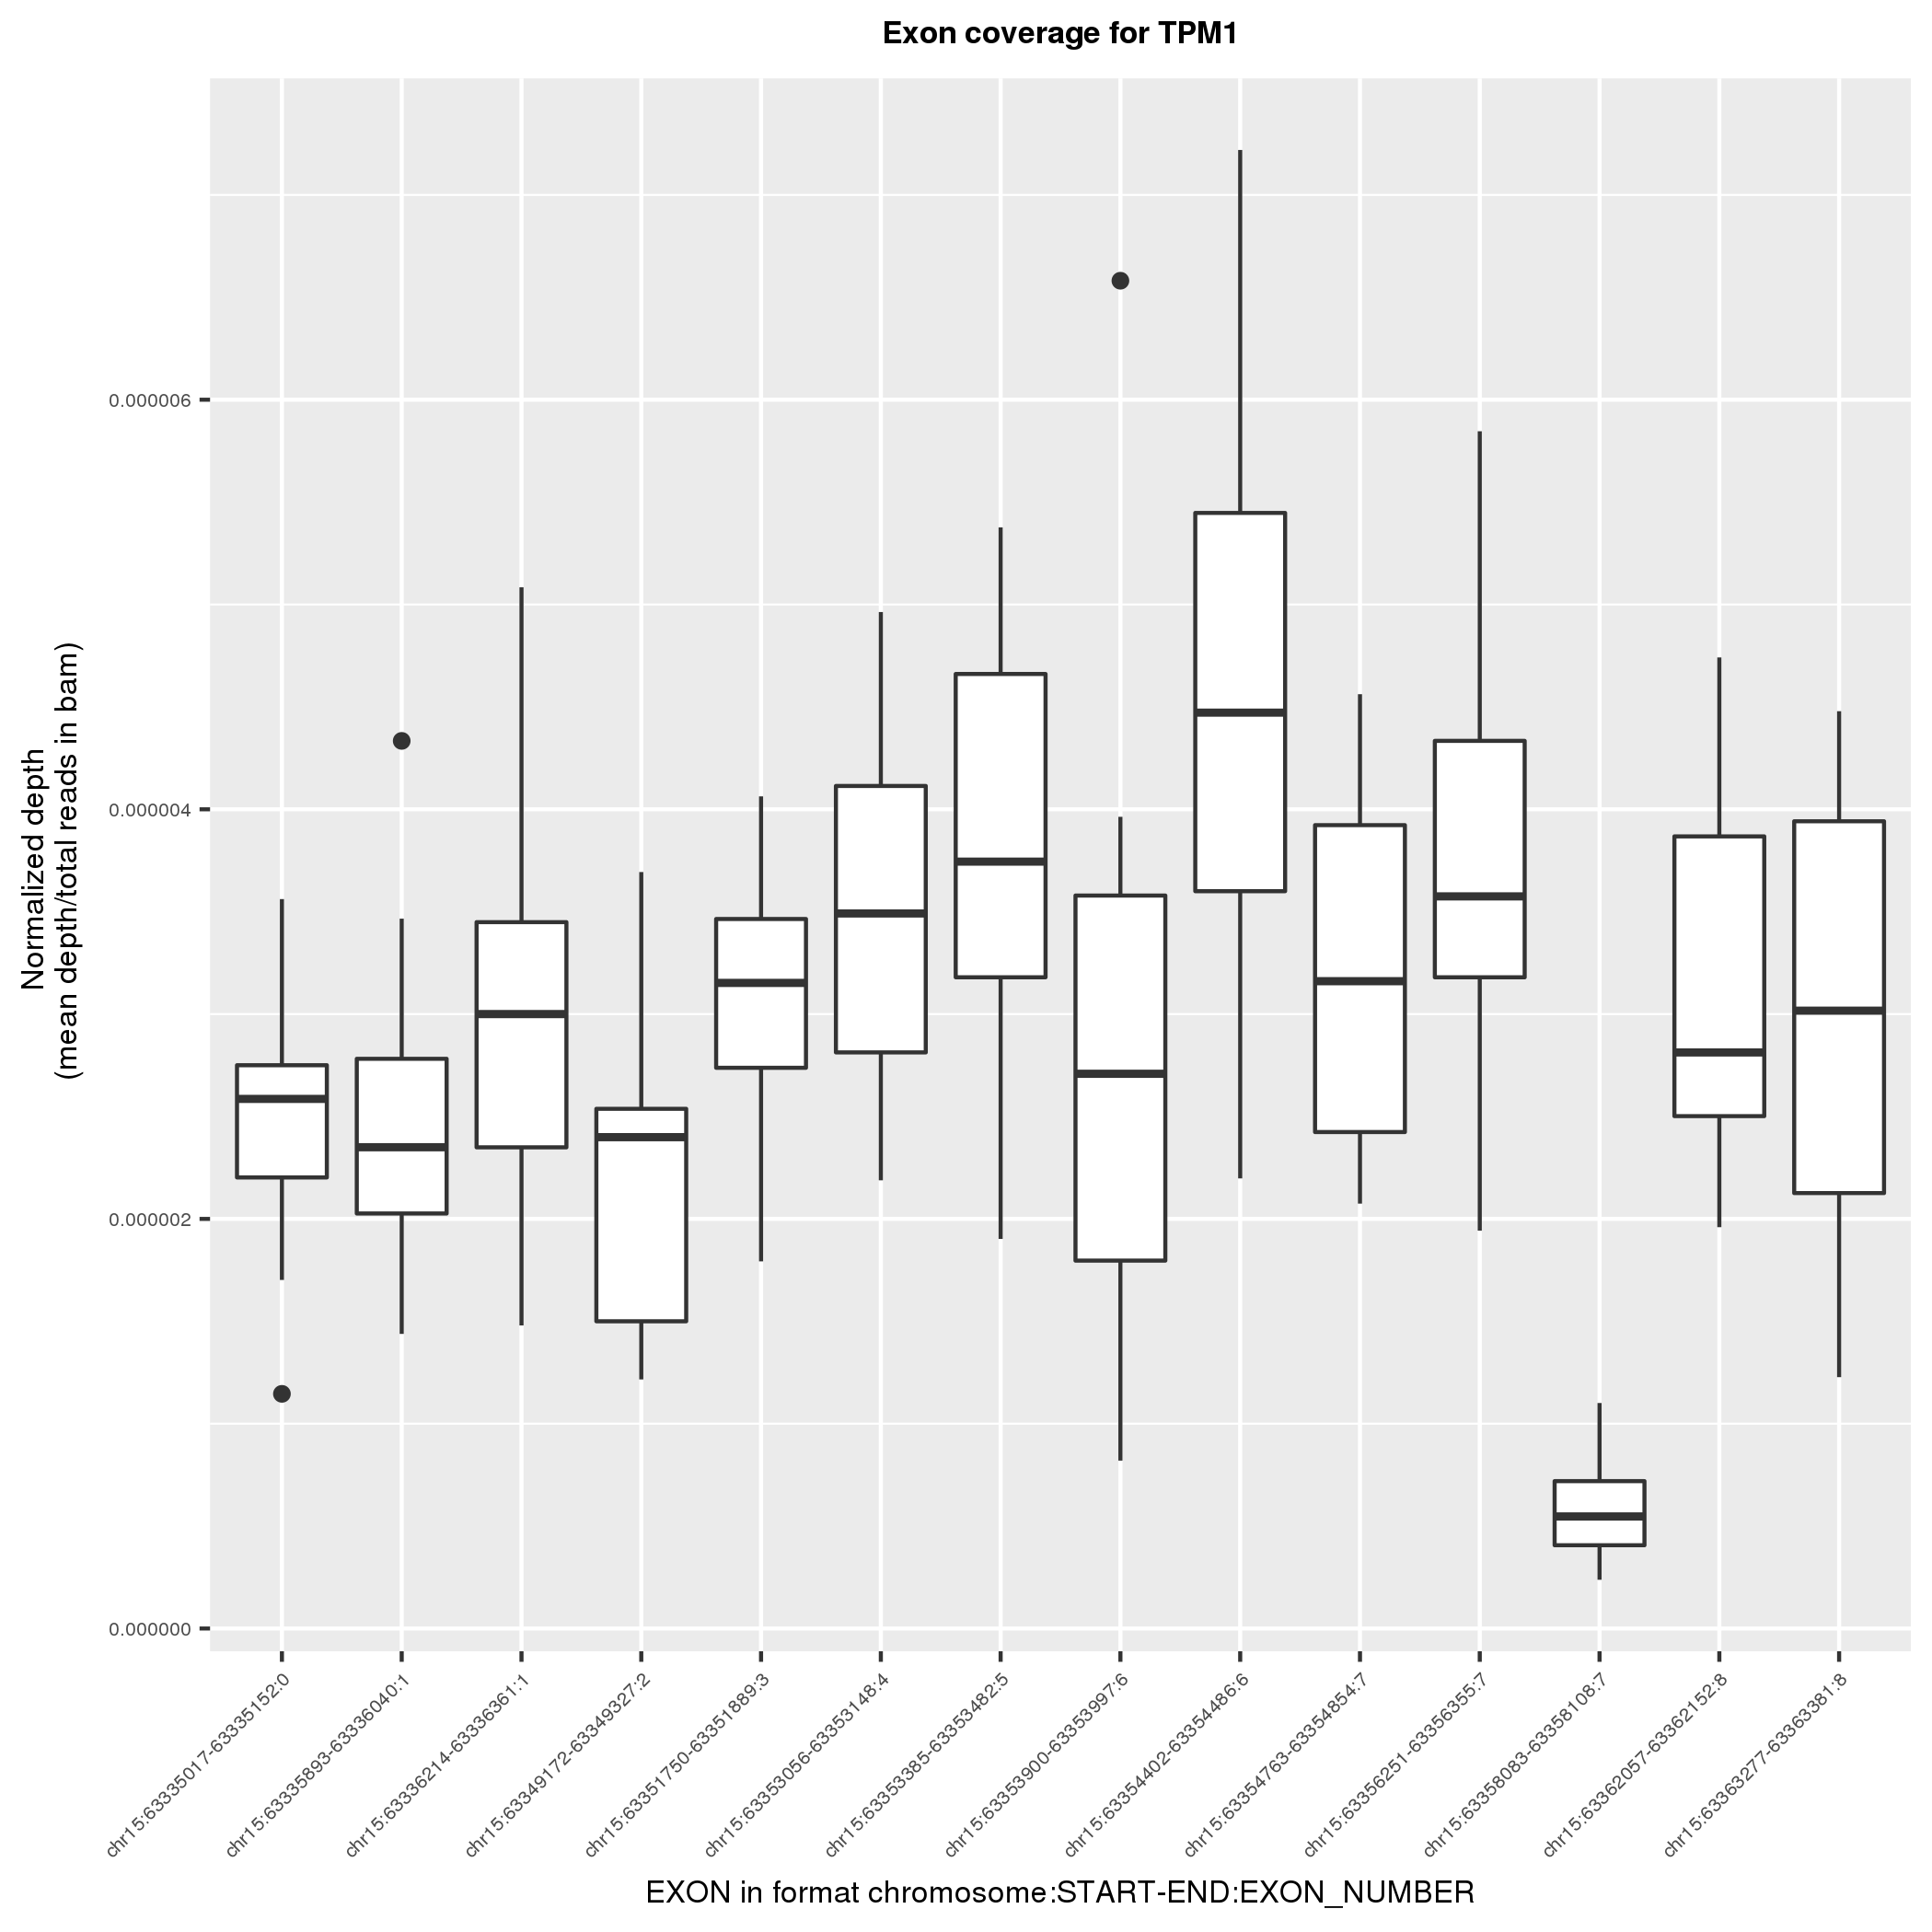 Exon coverage for TPM1
Normalized depth
(mean depth/total reads in bam)
0.000006
0.000004
0.000002
0.000000
chr15:63335017-63335152:0
chr15:63335893-63336040:1
chr15:63336214-63336361:1
chr15:63349172-63349327:2
chr15:63351750-63351889:3
chr15:63353056-63353148:4
chr15:63353385-63353482:5
chr15:63353900-63353997:6
chr15:63354402-63354486:6
chr15:63354763-63354854:7
chr15:63356251-63356355:7
chr15:63358083-63358108:7
chr15:63362057-63362152:8
chr15:63363277-63363381:8
EXON in format chromosome:START-END:EXON_NUMBER